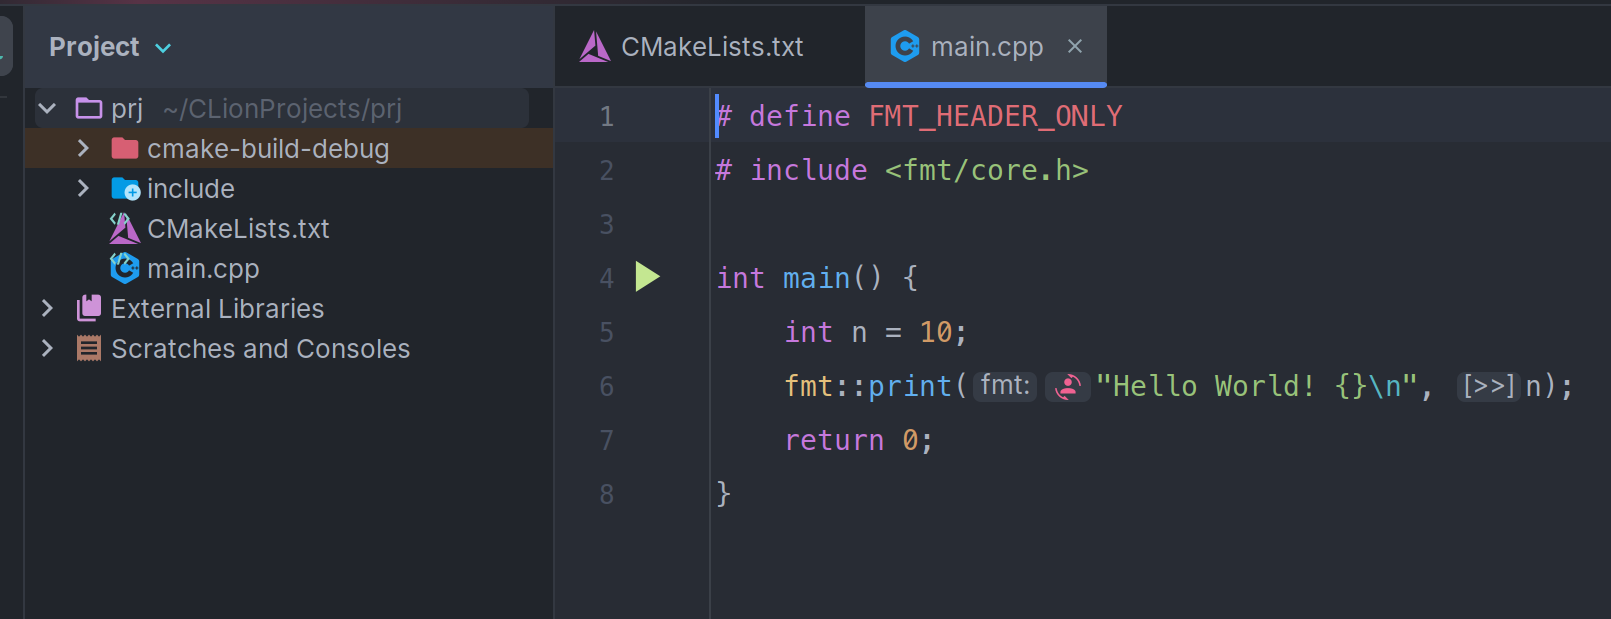 Project
prj ~/CLionProjects/prj
cmake-build-debug
include
CMakeLists.txt
main.cpp
External Libraries
Scratches and Consoles
CMakeLists.txt
main.cpp
1 # define FMT_HEADER_ONLY
2 # include <fmt/core.h>
3
4 int main() {
5 int n = 10;
6 fmt::print( fmt: "Hello World! {}\n", [>>] n);
7 return 0;
8 }